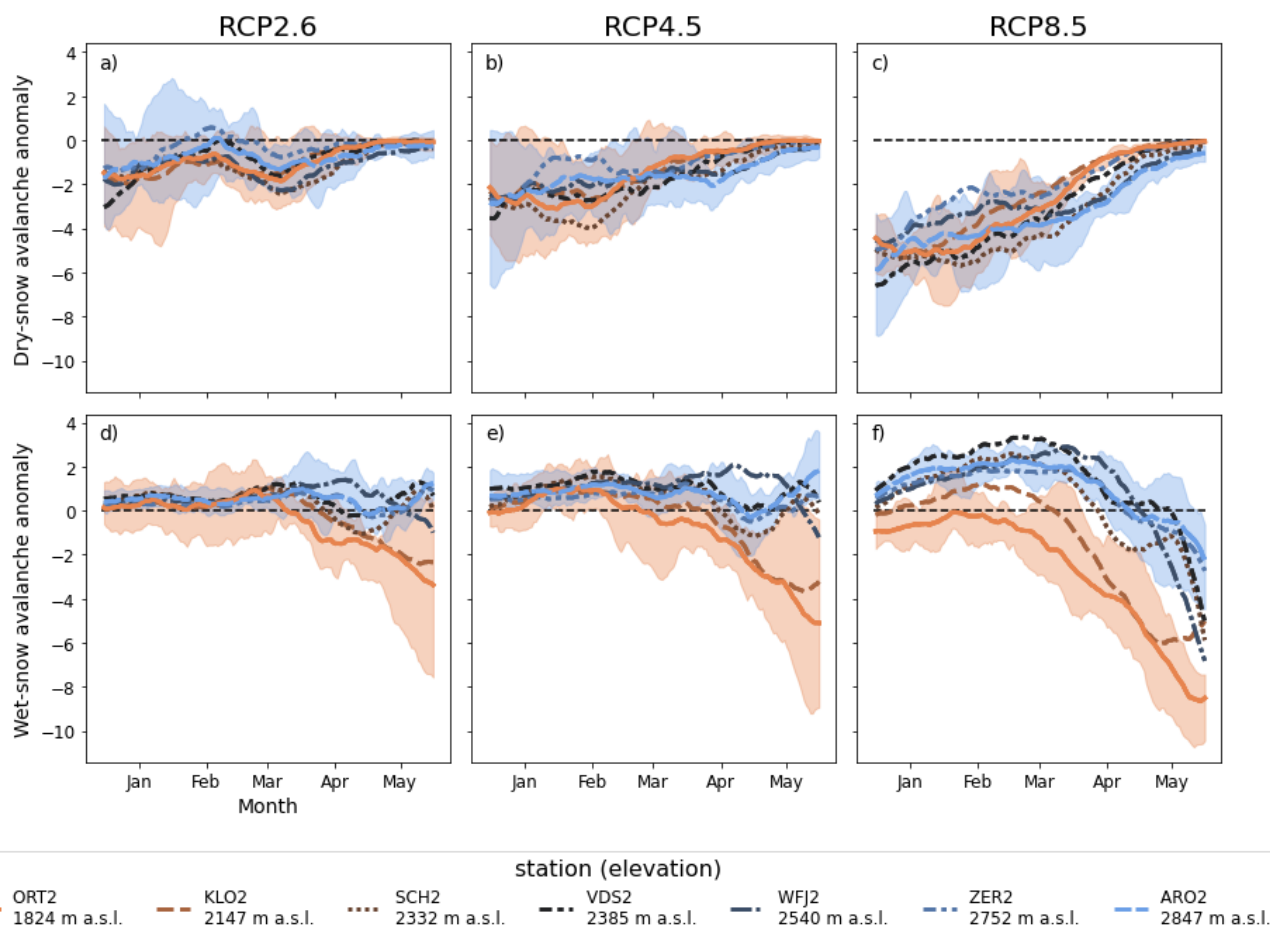 RCP2.6 RCP4.5 RCP8.5
Dry-snow avalanche anomaly
4
2
0
−2
−4
−6
−8
−10
a) b) c)
Wet-snow avalanche anomaly
4
2
0
−2
−4
−6
−8
−10
d) e) f)
Jan Feb Mar Apr May Jan Feb Mar Apr May Jan Feb Mar Apr May
Month
station (elevation)
ORT2 KLO2 SCH2 VDS2 WFJ2 ZER2 ARO2
1824 m a.s.l. 2147 m a.s.l. 2332 m a.s.l. 2385 m a.s.l. 2540 m a.s.l. 2752 m a.s.l. 2847 m a.s.l.